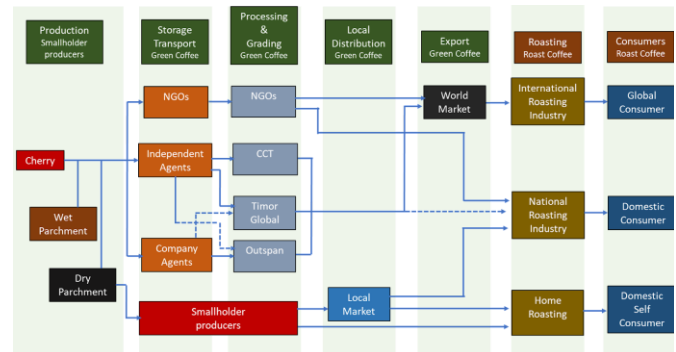 Production
Smallholder
producers
Storage
Transport
Green Coffee
Processing
&
Grading
Green Coffee
Local
Distribution
Green Coffee
Export
Green Coffee
Roasting
Roast Coffee
Consumers
Roast Coffee
NGOs
NGOs
World
Market
International
Roasting
Industry
Global
Consumer
Cherry
Independent
Agents
CCT
Wet
Parchment
Timor
Global
National
Roasting
Industry
Domestic
Consumer
Company
Agents
Outspan
Dry
Parchment
Smallholder
producers
Local
Market
Home
Roasting
Domestic
Self
Consumer